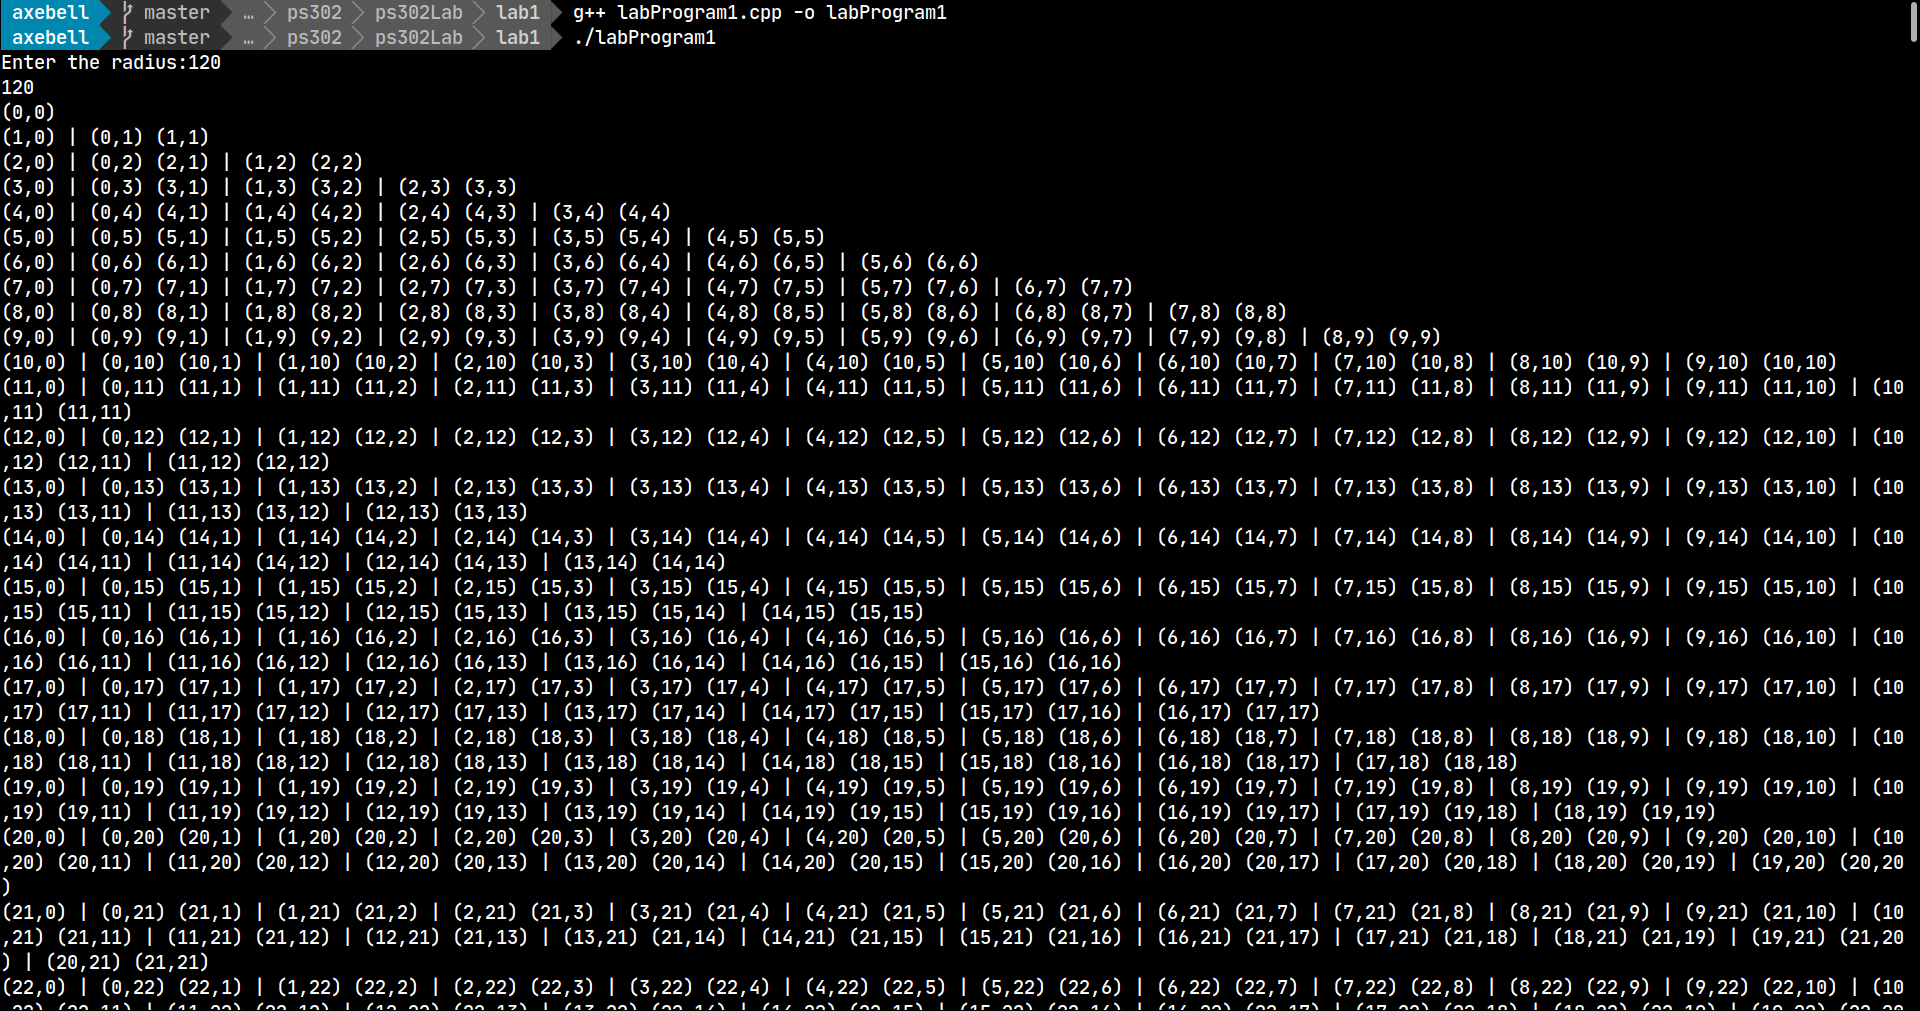 axebell master … ps302 ps302Lab lab1 g++ labProgram1.cpp -o labProgram1
axebell master … ps302 ps302Lab lab1 ./labProgram1
Enter the radius:120
120
(0,0)
(1,0) | (0,1) (1,1)
(2,0) | (0,2) (2,1) | (1,2) (2,2)
(3,0) | (0,3) (3,1) | (1,3) (3,2) | (2,3) (3,3)
(4,0) | (0,4) (4,1) | (1,4) (4,2) | (2,4) (4,3) | (3,4) (4,4)
(5,0) | (0,5) (5,1) | (1,5) (5,2) | (2,5) (5,3) | (3,5) (5,4) | (4,5) (5,5)
(6,0) | (0,6) (6,1) | (1,6) (6,2) | (2,6) (6,3) | (3,6) (6,4) | (4,6) (6,5) | (5,6) (6,6)
(7,0) | (0,7) (7,1) | (1,7) (7,2) | (2,7) (7,3) | (3,7) (7,4) | (4,7) (7,5) | (5,7) (7,6) | (6,7) (7,7)
(8,0) | (0,8) (8,1) | (1,8) (8,2) | (2,8) (8,3) | (3,8) (8,4) | (4,8) (8,5) | (5,8) (8,6) | (6,8) (8,7) | (7,8) (8,8)
(9,0) | (0,9) (9,1) | (1,9) (9,2) | (2,9) (9,3) | (3,9) (9,4) | (4,9) (9,5) | (5,9) (9,6) | (6,9) (9,7) | (7,9) (9,8) | (8,9) (9,9)
(10,0) | (0,10) (10,1) | (1,10) (10,2) | (2,10) (10,3) | (3,10) (10,4) | (4,10) (10,5) | (5,10) (10,6) | (6,10) (10,7) | (7,10) (10,8) | (8,10) (10,9) | (9,10) (10,10)
(11,0) | (0,11) (11,1) | (1,11) (11,2) | (2,11) (11,3) | (3,11) (11,4) | (4,11) (11,5) | (5,11) (11,6) | (6,11) (11,7) | (7,11) (11,8) | (8,11) (11,9) | (9,11) (11,10) | (10
,11) (11,11)
(12,0) | (0,12) (12,1) | (1,12) (12,2) | (2,12) (12,3) | (3,12) (12,4) | (4,12) (12,5) | (5,12) (12,6) | (6,12) (12,7) | (7,12) (12,8) | (8,12) (12,9) | (9,12) (12,10) | (10
,12) (12,11) | (11,12) (12,12)
(13,0) | (0,13) (13,1) | (1,13) (13,2) | (2,13) (13,3) | (3,13) (13,4) | (4,13) (13,5) | (5,13) (13,6) | (6,13) (13,7) | (7,13) (13,8) | (8,13) (13,9) | (9,13) (13,10) | (10
,13) (13,11) | (11,13) (13,12) | (12,13) (13,13)
(14,0) | (0,14) (14,1) | (1,14) (14,2) | (2,14) (14,3) | (3,14) (14,4) | (4,14) (14,5) | (5,14) (14,6) | (6,14) (14,7) | (7,14) (14,8) | (8,14) (14,9) | (9,14) (14,10) | (10
,14) (14,11) | (11,14) (14,12) | (12,14) (14,13) | (13,14) (14,14)
(15,0) | (0,15) (15,1) | (1,15) (15,2) | (2,15) (15,3) | (3,15) (15,4) | (4,15) (15,5) | (5,15) (15,6) | (6,15) (15,7) | (7,15) (15,8) | (8,15) (15,9) | (9,15) (15,10) | (10
,15) (15,11) | (11,15) (15,12) | (12,15) (15,13) | (13,15) (15,14) | (14,15) (15,15)
(16,0) | (0,16) (16,1) | (1,16) (16,2) | (2,16) (16,3) | (3,16) (16,4) | (4,16) (16,5) | (5,16) (16,6) | (6,16) (16,7) | (7,16) (16,8) | (8,16) (16,9) | (9,16) (16,10) | (10
,16) (16,11) | (11,16) (16,12) | (12,16) (16,13) | (13,16) (16,14) | (14,16) (16,15) | (15,16) (16,16)
(17,0) | (0,17) (17,1) | (1,17) (17,2) | (2,17) (17,3) | (3,17) (17,4) | (4,17) (17,5) | (5,17) (17,6) | (6,17) (17,7) | (7,17) (17,8) | (8,17) (17,9) | (9,17) (17,10) | (10
,17) (17,11) | (11,17) (17,12) | (12,17) (17,13) | (13,17) (17,14) | (14,17) (17,15) | (15,17) (17,16) | (16,17) (17,17)
(18,0) | (0,18) (18,1) | (1,18) (18,2) | (2,18) (18,3) | (3,18) (18,4) | (4,18) (18,5) | (5,18) (18,6) | (6,18) (18,7) | (7,18) (18,8) | (8,18) (18,9) | (9,18) (18,10) | (10
,18) (18,11) | (11,18) (18,12) | (12,18) (18,13) | (13,18) (18,14) | (14,18) (18,15) | (15,18) (18,16) | (16,18) (18,17) | (17,18) (18,18)
(19,0) | (0,19) (19,1) | (1,19) (19,2) | (2,19) (19,3) | (3,19) (19,4) | (4,19) (19,5) | (5,19) (19,6) | (6,19) (19,7) | (7,19) (19,8) | (8,19) (19,9) | (9,19) (19,10) | (10
,19) (19,11) | (11,19) (19,12) | (12,19) (19,13) | (13,19) (19,14) | (14,19) (19,15) | (15,19) (19,16) | (16,19) (19,17) | (17,19) (19,18) | (18,19) (19,19)
(20,0) | (0,20) (20,1) | (1,20) (20,2) | (2,20) (20,3) | (3,20) (20,4) | (4,20) (20,5) | (5,20) (20,6) | (6,20) (20,7) | (7,20) (20,8) | (8,20) (20,9) | (9,20) (20,10) | (10
,20) (20,11) | (11,20) (20,12) | (12,20) (20,13) | (13,20) (20,14) | (14,20) (20,15) | (15,20) (20,16) | (16,20) (20,17) | (17,20) (20,18) | (18,20) (20,19) | (19,20) (20,20
)
(21,0) | (0,21) (21,1) | (1,21) (21,2) | (2,21) (21,3) | (3,21) (21,4) | (4,21) (21,5) | (5,21) (21,6) | (6,21) (21,7) | (7,21) (21,8) | (8,21) (21,9) | (9,21) (21,10) | (10
,21) (21,11) | (11,21) (21,12) | (12,21) (21,13) | (13,21) (21,14) | (14,21) (21,15) | (15,21) (21,16) | (16,21) (21,17) | (17,21) (21,18) | (18,21) (21,19) | (19,21) (21,20
) | (20,21) (21,21)
(22,0) | (0,22) (22,1) | (1,22) (22,2) | (2,22) (22,3) | (3,22) (22,4) | (4,22) (22,5) | (5,22) (22,6) | (6,22) (22,7) | (7,22) (22,8) | (8,22) (22,9) | (9,22) (22,10) | (10